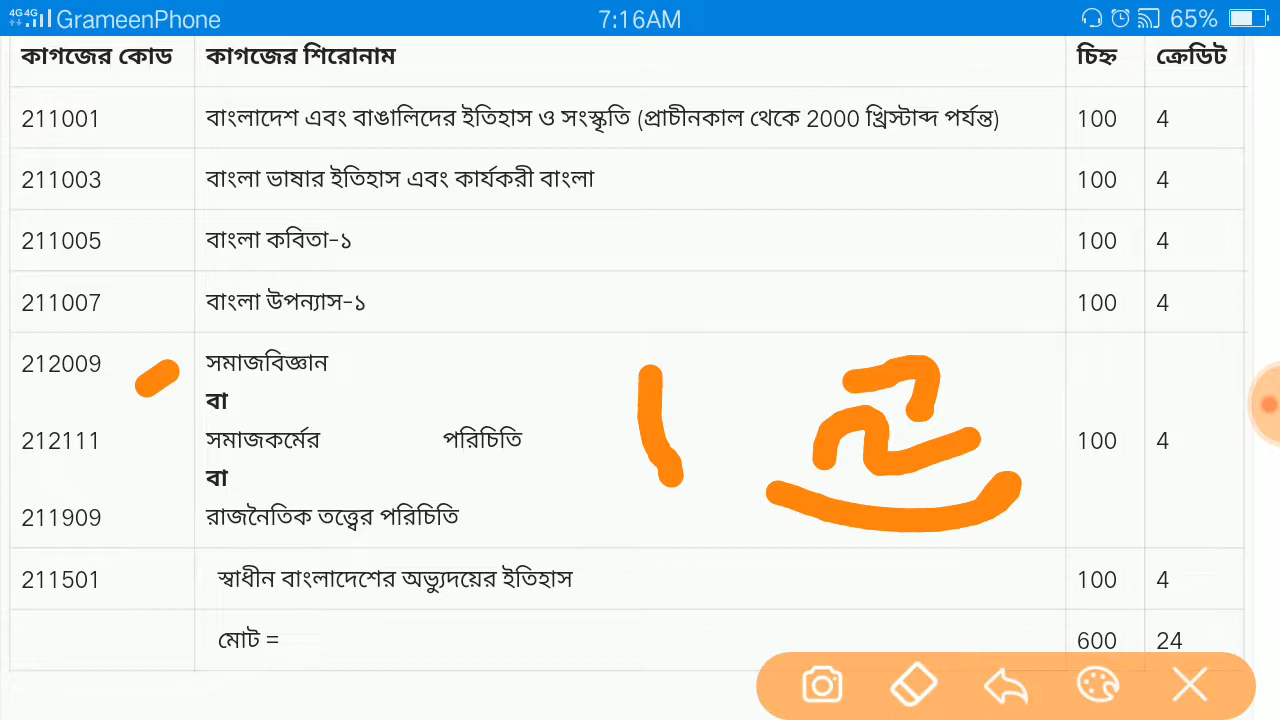 4G 4G GrameenPhone 7:16AM 65%
কাগজের কোড কাগজের শিরোনাম চিহ্ন ক্রেডিট
211001 বাংলাদেশ এবং বাঙালিদের ইতিহাস ও সংস্কৃতি (প্রাচীনকাল থেকে 2000 খ্রিস্টাব্দ পর্যন্ত) 100 4
211003 বাংলা ভাষার ইতিহাস এবং কার্যকরী বাংলা 100 4
211005 বাংলা কবিতা-১ 100 4
211007 বাংলা উপন্যাস-১ 100 4
212009 সমাজবিজ্ঞান
বা
212111 সমাজকর্মের পরিচিতি 100 4
বা
211909 রাজনৈতিক তত্ত্বের পরিচিতি
211501 স্বাধীন বাংলাদেশের অভ্যুদয়ের ইতিহাস 100 4
মোট = 600 24